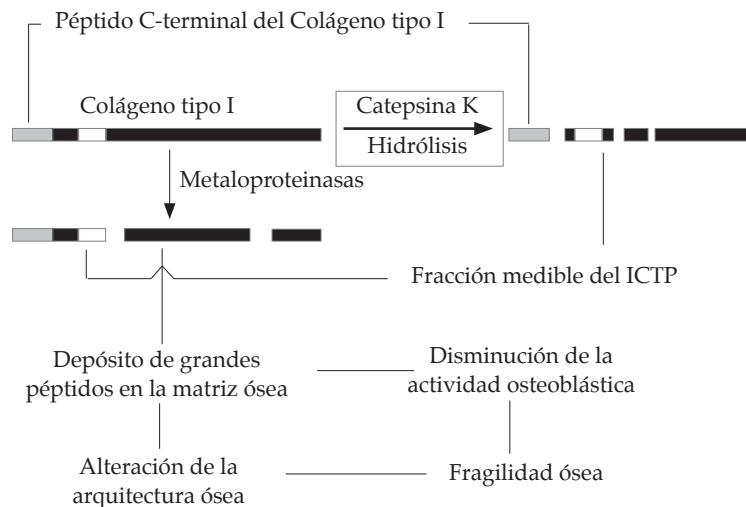 Péptido C-terminal del Colágeno tipo I
Colágeno tipo I
Catepsina K
Hidrólisis
Metaloproteinasas
Fracción medible del ICTP
Depósito de grandes
péptidos en la matriz ósea
Disminución de la
actividad osteoblástica
Alteración de la
arquitectura ósea
Fragilidad ósea